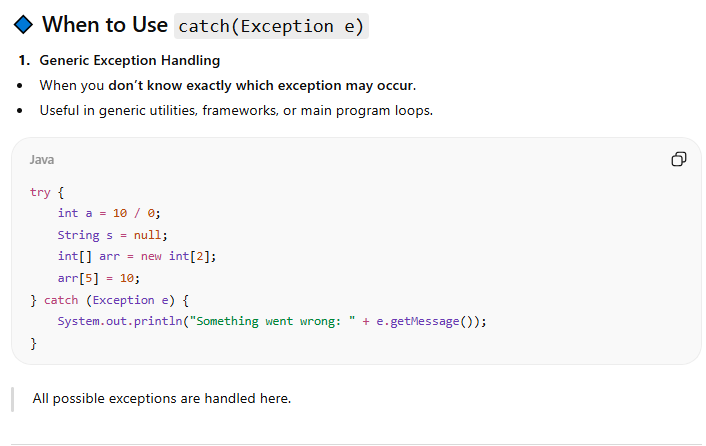 🔷 When to Use catch(Exception e)
1. Generic Exception Handling
• When you don’t know exactly which exception may occur.
• Useful in generic utilities, frameworks, or main program loops.
Java
try {
    int a = 10 / 0;
    String s = null;
    int[] arr = new int[2];
    arr[5] = 10;
} catch (Exception e) {
    System.out.println("Something went wrong: " + e.getMessage());
}
All possible exceptions are handled here.